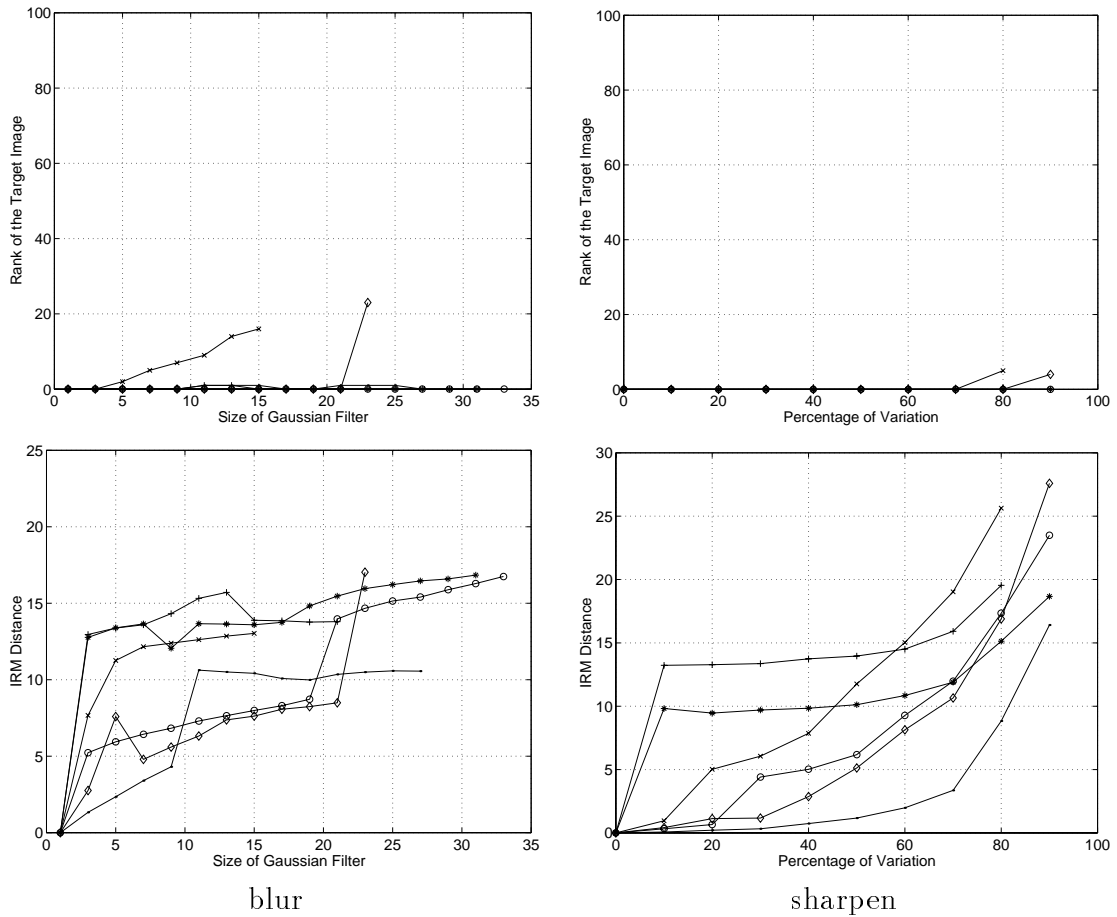 100
80
60
40
20
0
Rank of the Target Image
0 5 10 15 20 25 30 35
Size of Gaussian Filter
100
80
60
40
20
0
Rank of the Target Image
0 20 40 60 80 100
Percentage of Variation
25
20
15
10
5
0
IRM Distance
0 5 10 15 20 25 30 35
Size of Gaussian Filter
blur
30
25
20
15
10
5
0
IRM Distance
0 20 40 60 80 100
Percentage of Variation
sharpen